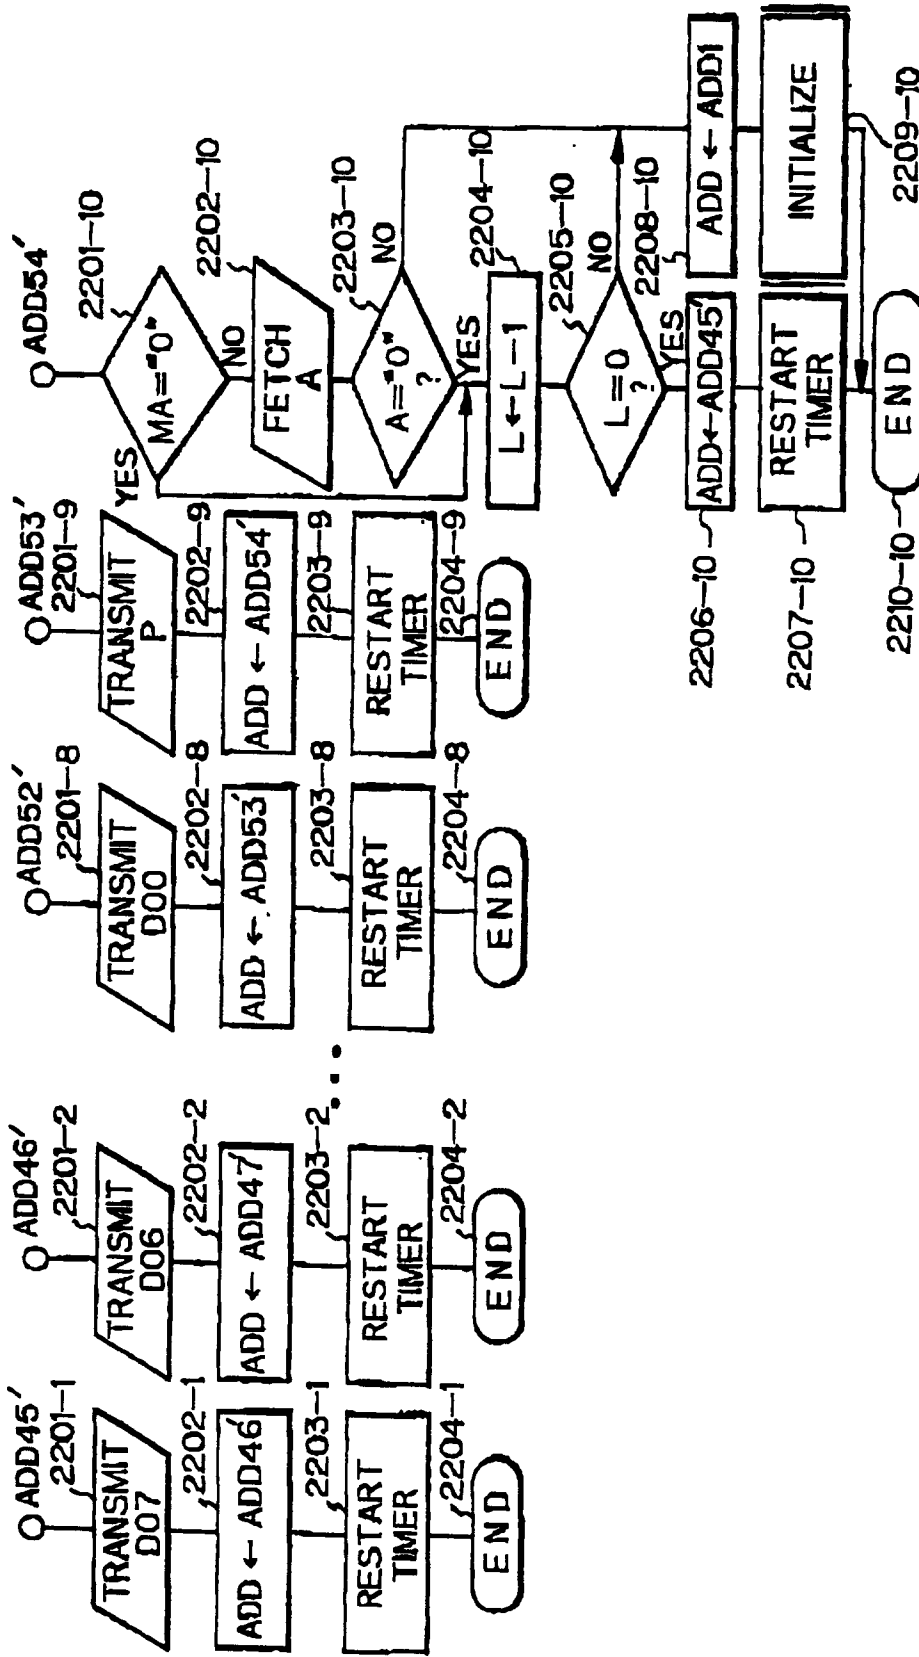 ADD45′
2201-1
TRANSMIT
D07
2202-1
ADD ← ADD46′
2203-1
RESTART
TIMER
2204-1
END
ADD46′
2201-2
TRANSMIT
D06
2202-2
ADD ← ADD47′
2203-2
RESTART
TIMER
2204-2
END
...
ADD52′
2201-8
TRANSMIT
D00
2202-8
ADD ← ADD53′
2203-8
RESTART
TIMER
2204-8
END
ADD53′
2201-9
TRANSMIT
P
2202-9
ADD ← ADD54′
2203-9
RESTART
TIMER
2204-9
END
ADD54′
2201-10
MA="0"
YES
NO
2202-10
FETCH
A
2203-10
A="0"
?
NO
YES
2204-10
L ← L-1
2205-10
L=0
?
NO
YES
2206-10
ADD←ADD45′
2208-10
ADD ← ADD1
2207-10
RESTART
TIMER
INITIALIZE
2209-10
2210-10
END